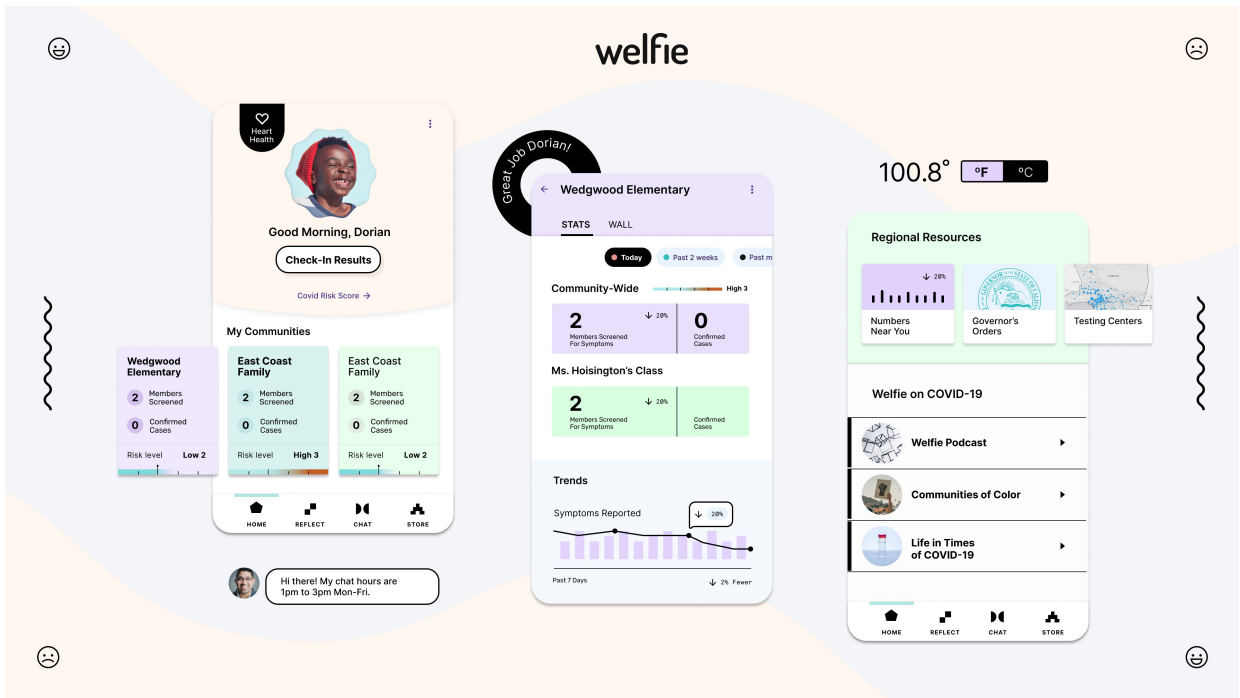 welfie
Heart
Health
Good Morning, Dorian
Check-In Results
Covid Risk Score →
My Communities
Wedgwood
Elementary
2 Members
Screened
0 Confirmed
Cases
Risk level Low 2
East Coast
Family
2 Members
Screened
0 Confirmed
Cases
Risk level High 3
East Coast
Family
2 Members
Screened
0 Confirmed
Cases
Risk level Low 2
HOME REFLECT CHAT STORE
Hi there! My chat hours are
1pm to 3pm Mon-Fri.
Great Job Dorian!
← Wedgwood Elementary
STATS WALL
Today Past 2 weeks Past m
Community-Wide High 3
2 ↓ 20% 0
Members Screened
For Symptoms
Confirmed
Cases
Ms. Hoisington's Class
2 ↓ 20%
Members Screened
For Symptoms
Confirmed
Cases
Trends
Symptoms Reported ↓ 20%
Past 7 Days ↓ 2% Fewer
100.8° °F °C
Regional Resources
↓ 20%
Numbers
Near You
Governor's
Orders
Testing Centers
Welfie on COVID-19
Welfie Podcast
Communities of Color
Life in Times
of COVID-19
HOME REFLECT CHAT STORE